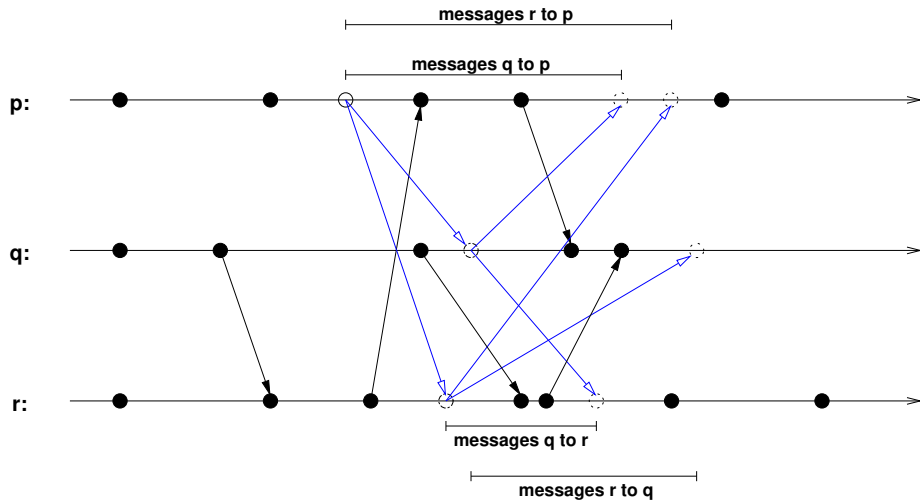 messages r to p
messages q to p
p:
q:
r:
messages q to r
messages r to q